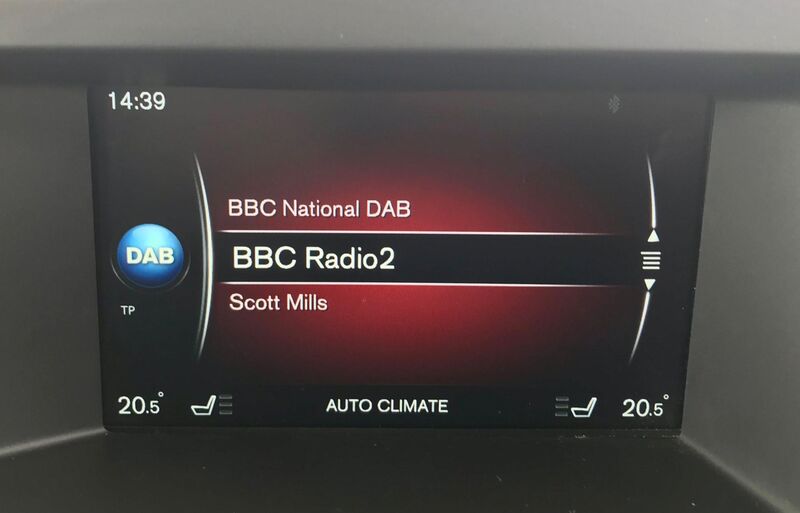 14:39
BBC National DAB
DAB
BBC Radio2
Scott Mills
TP
20.5° AUTO CLIMATE 20.5°